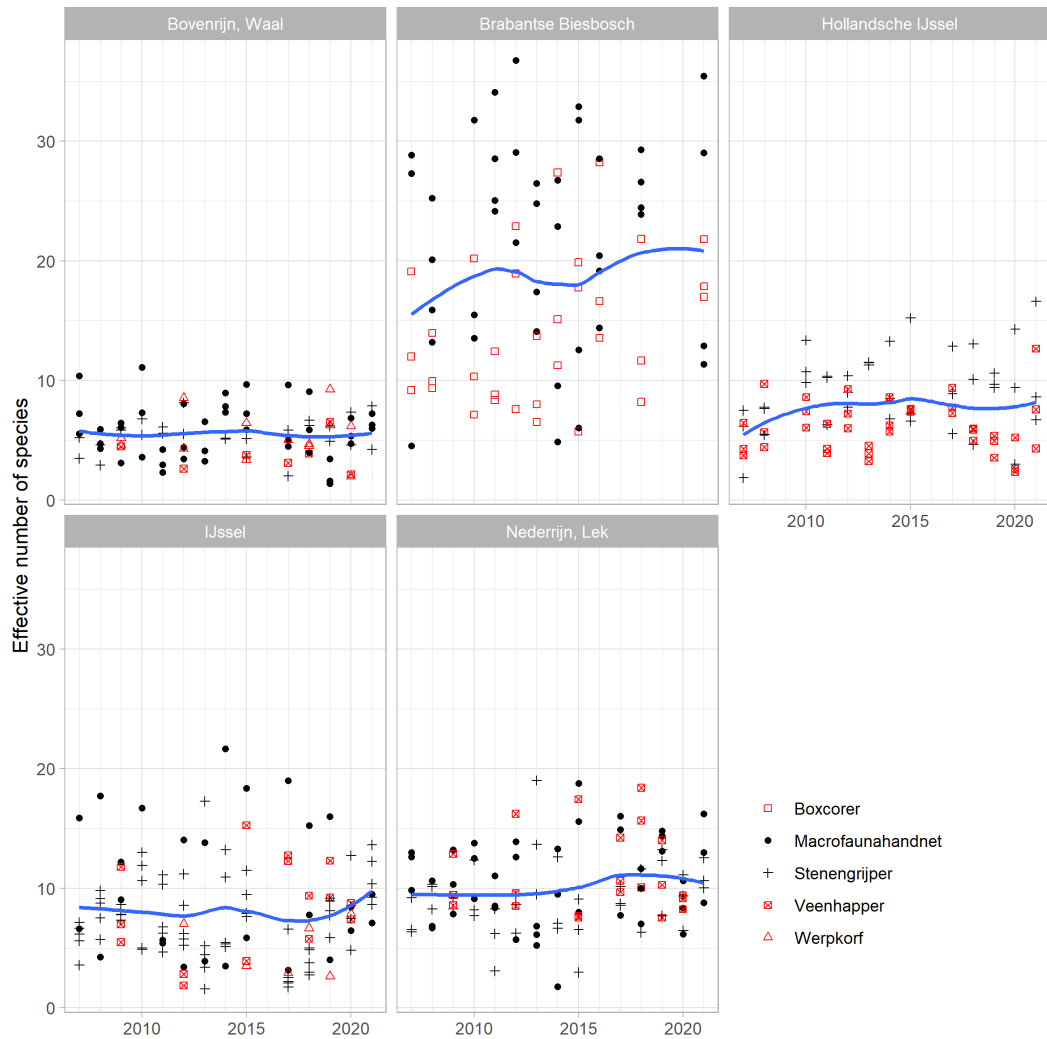 Bovenrijn, Waal
Brabantse Biesbosch
Hollandsche IJssel
30
20
10
0
2010
2015
2020
IJssel
Nederrijn, Lek
30
20
10
0
2010
2015
2020
2010
2015
2020
Effective number of species
Boxcorer
Macrofaunahandnet
Stenengrijper
Veenhapper
Werpkorf